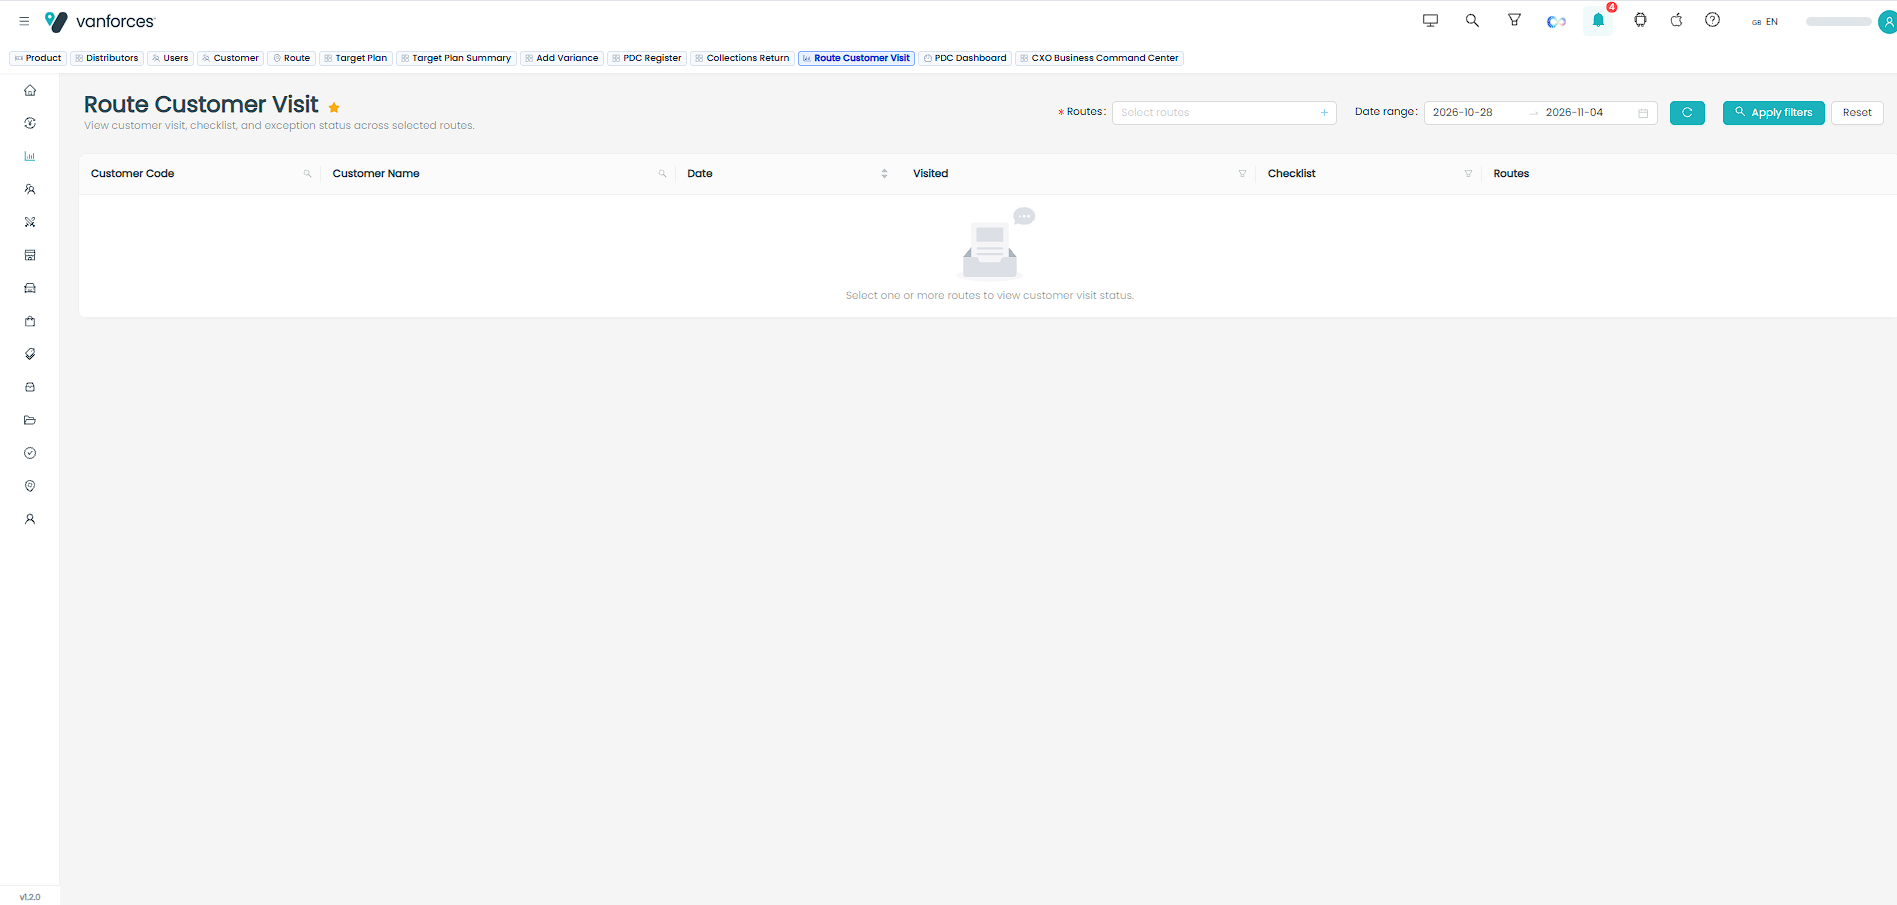 vanforces
4
GB EN
Product Distributors Users Customer Route Target Plan Target Plan Summary Add Variance PDC Register Collections Return Route Customer Visit PDC Dashboard CXO Business Command Center
Route Customer Visit
View customer visit, checklist, and exception status across selected routes.
* Routes: Select routes Date range: 2026-10-28 → 2026-11-04 Apply filters Reset
Customer Code Customer Name Date Visited Checklist Routes
Select one or more routes to view customer visit status.
v1.2.0